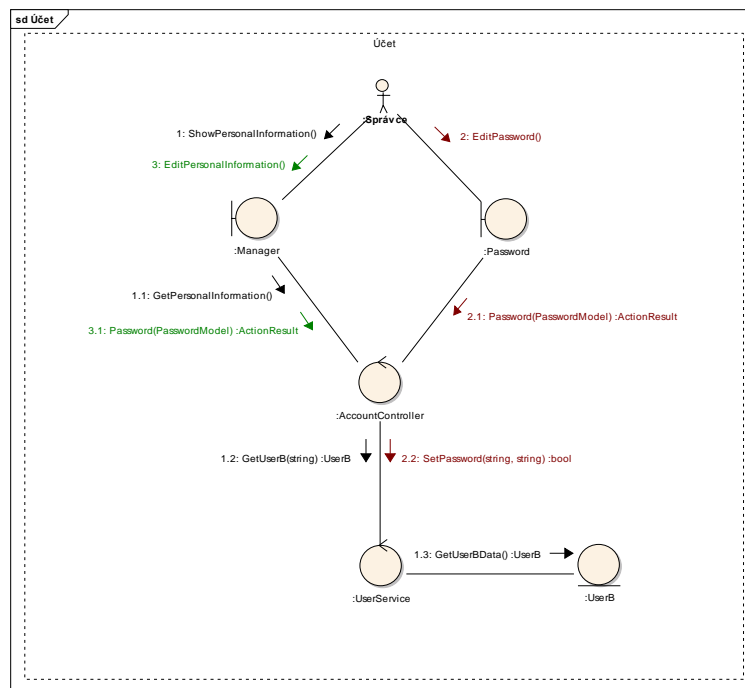 sd Účet
Účet
:Správce
1: ShowPersonalInformation()
2: EditPassword()
3: EditPersonalInformation()
:Manager
:Password
1.1: GetPersonalInformation()
3.1: Password(PasswordModel) :ActionResult
2.1: Password(PasswordModel) :ActionResult
:AccountController
1.2: GetUserB(string) :UserB
2.2: SetPassword(string, string) :bool
1.3: GetUserBData() :UserB
:UserService
:UserB